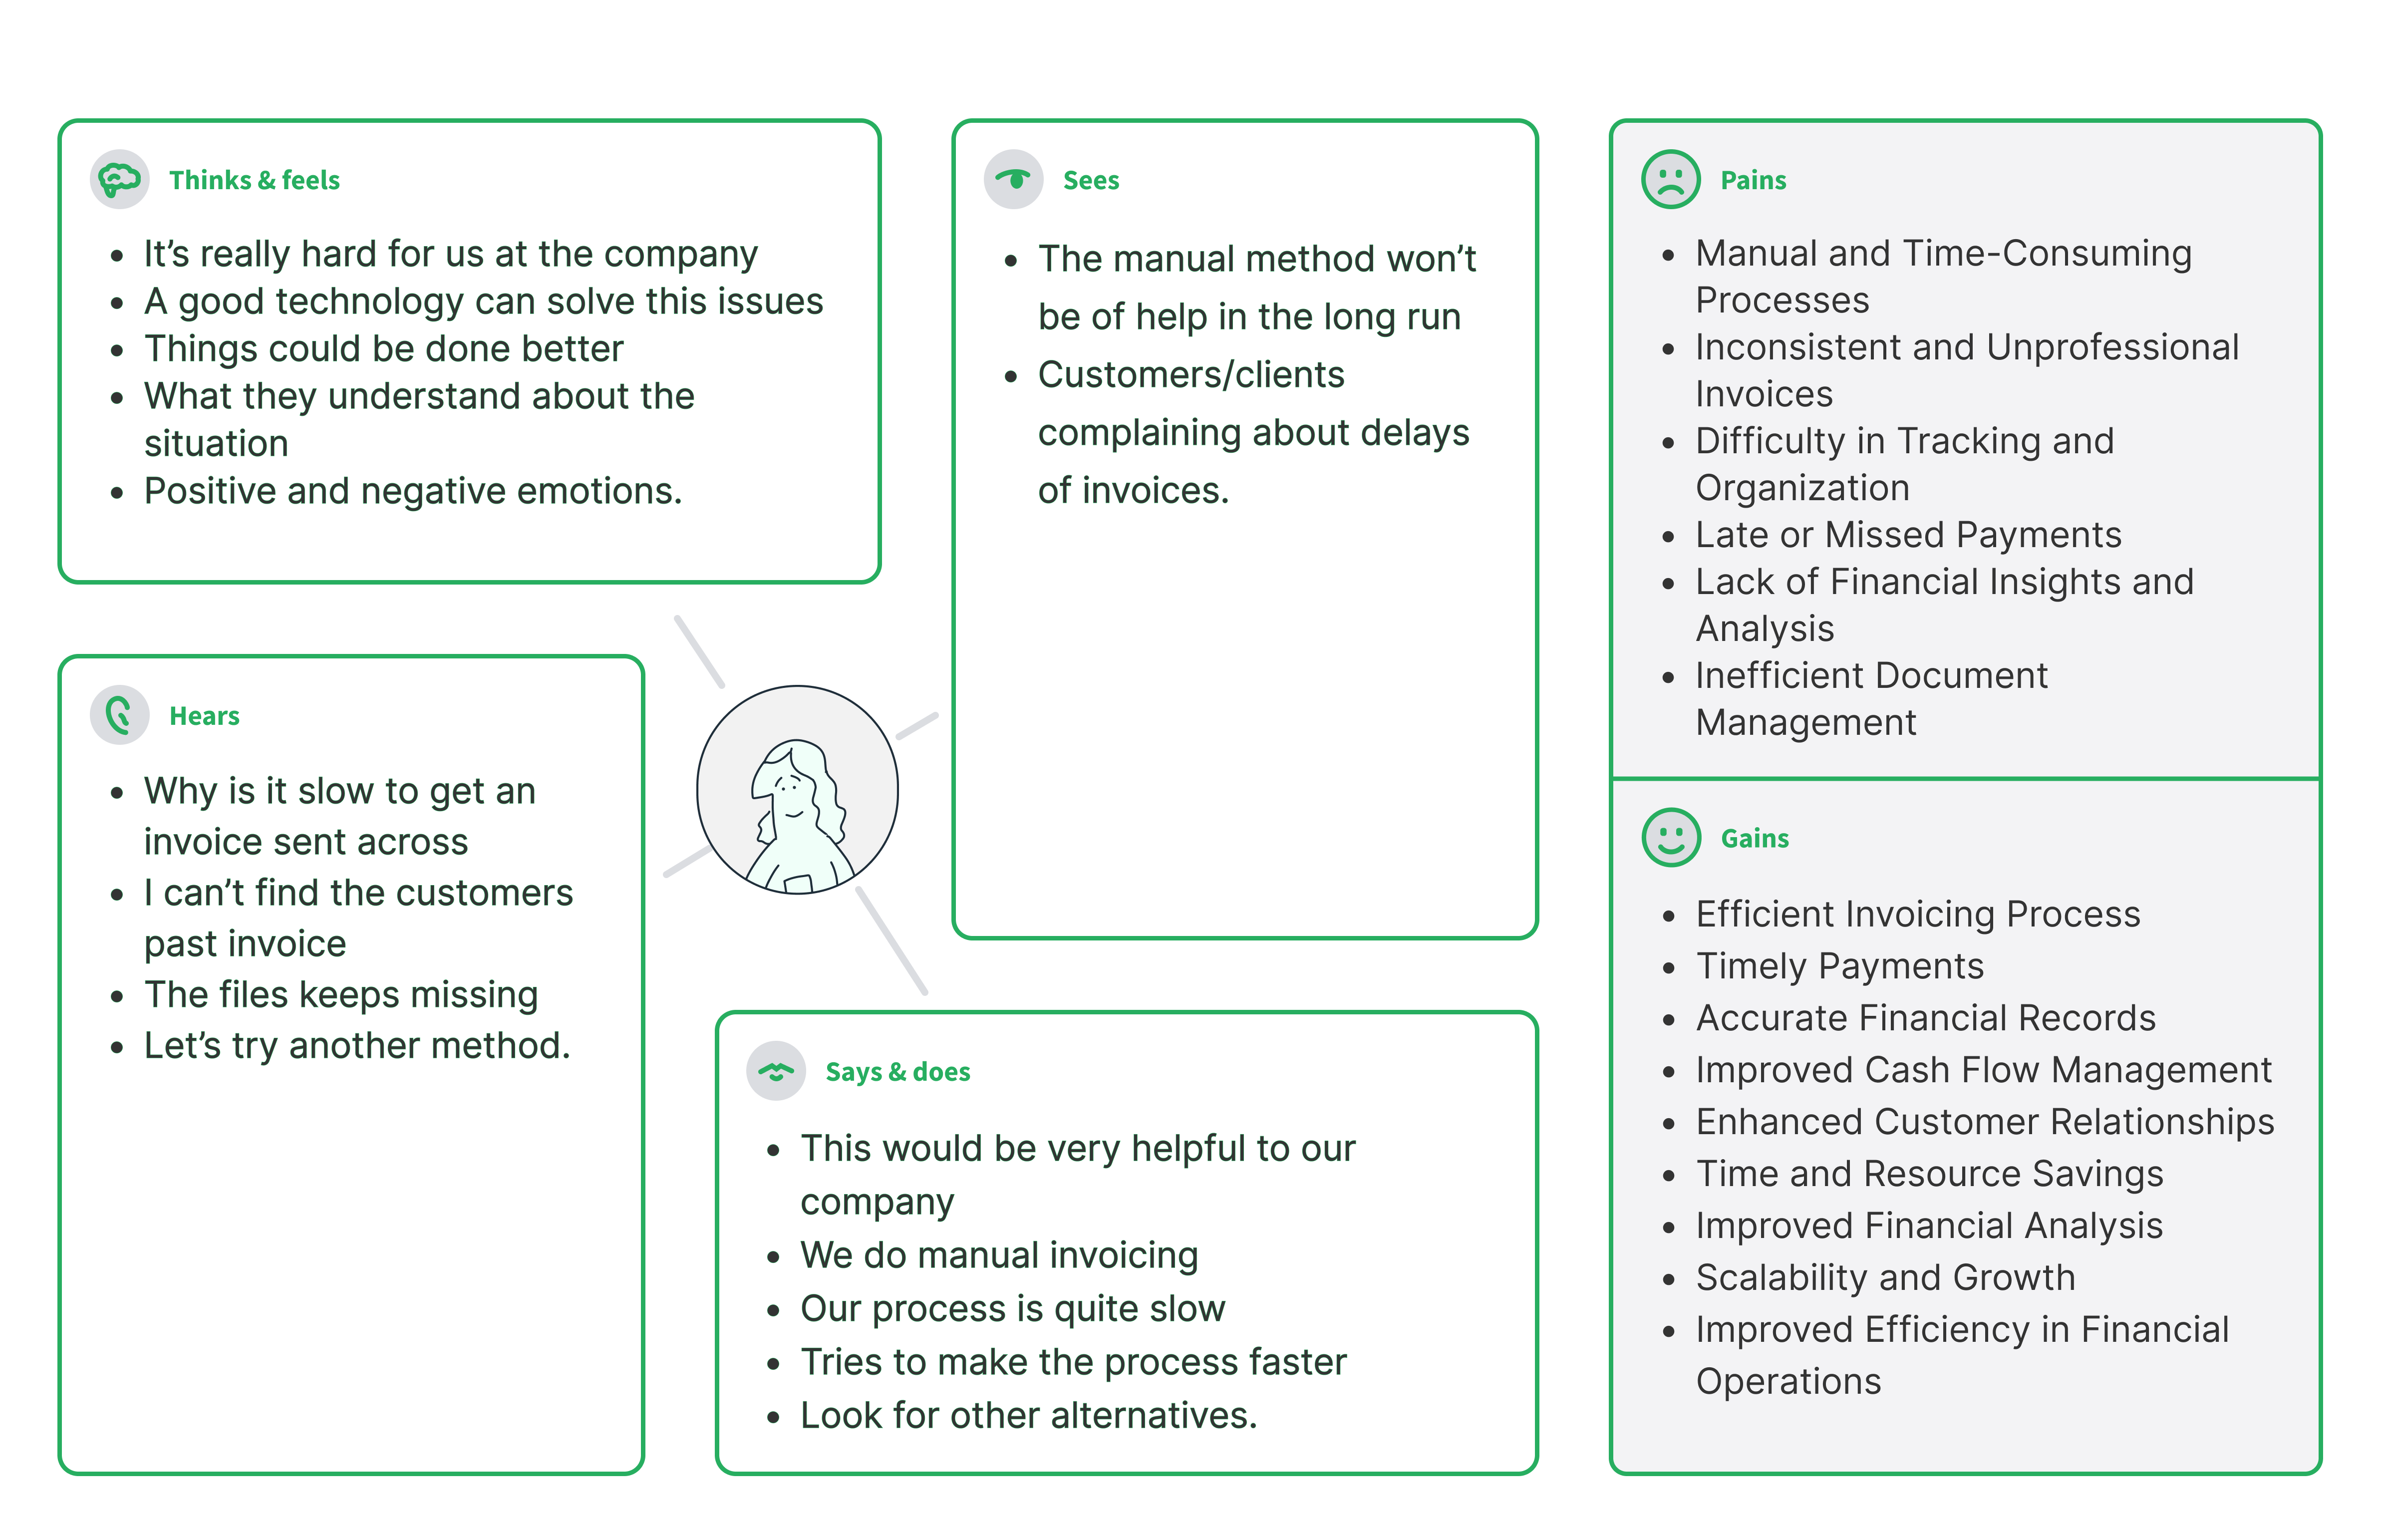 Thinks & feels
• It’s really hard for us at the company
• A good technology can solve this issues
• Things could be done better
• What they understand about the
situation
• Positive and negative emotions.
Sees
• The manual method won’t
be of help in the long run
• Customers/clients
complaining about delays
of invoices.
Pains
• Manual and Time-Consuming
Processes
• Inconsistent and Unprofessional
Invoices
• Difficulty in Tracking and
Organization
• Late or Missed Payments
• Lack of Financial Insights and
Analysis
• Inefficient Document
Management
Hears
• Why is it slow to get an
invoice sent across
• I can’t find the customers
past invoice
• The files keeps missing
• Let’s try another method.
Says & does
• This would be very helpful to our
company
• We do manual invoicing
• Our process is quite slow
• Tries to make the process faster
• Look for other alternatives.
Gains
• Efficient Invoicing Process
• Timely Payments
• Accurate Financial Records
• Improved Cash Flow Management
• Enhanced Customer Relationships
• Time and Resource Savings
• Improved Financial Analysis
• Scalability and Growth
• Improved Efficiency in Financial
Operations